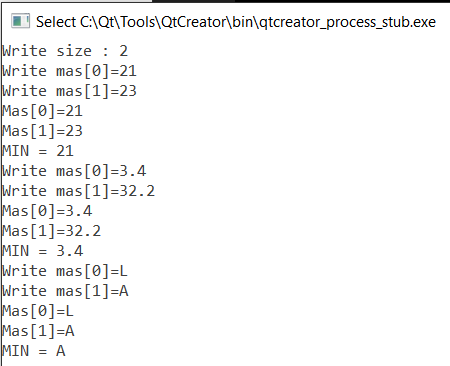 Select C:\Qt\Tools\QtCreator\bin\qtcreator_process_stub.exe
Write size : 2
Write mas[0]=21
Write mas[1]=23
Mas[0]=21
Mas[1]=23
MIN = 21
Write mas[0]=3.4
Write mas[1]=32.2
Mas[0]=3.4
Mas[1]=32.2
MIN = 3.4
Write mas[0]=L
Write mas[1]=A
Mas[0]=L
Mas[1]=A
MIN = A